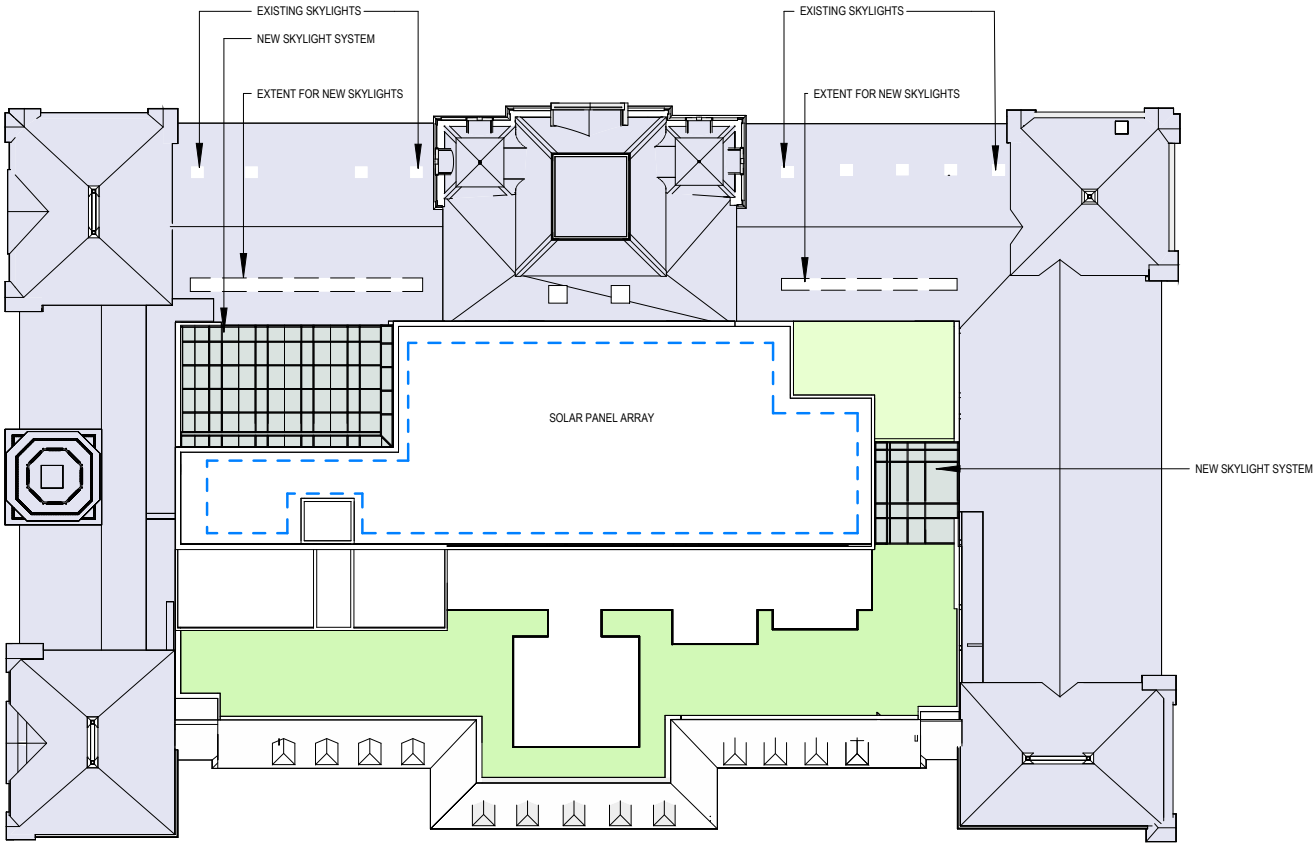 EXISTING SKYLIGHTS
EXISTING SKYLIGHTS
NEW SKYLIGHT SYSTEM
EXTENT FOR NEW SKYLIGHTS
EXTENT FOR NEW SKYLIGHTS
SOLAR PANEL ARRAY
NEW SKYLIGHT SYSTEM